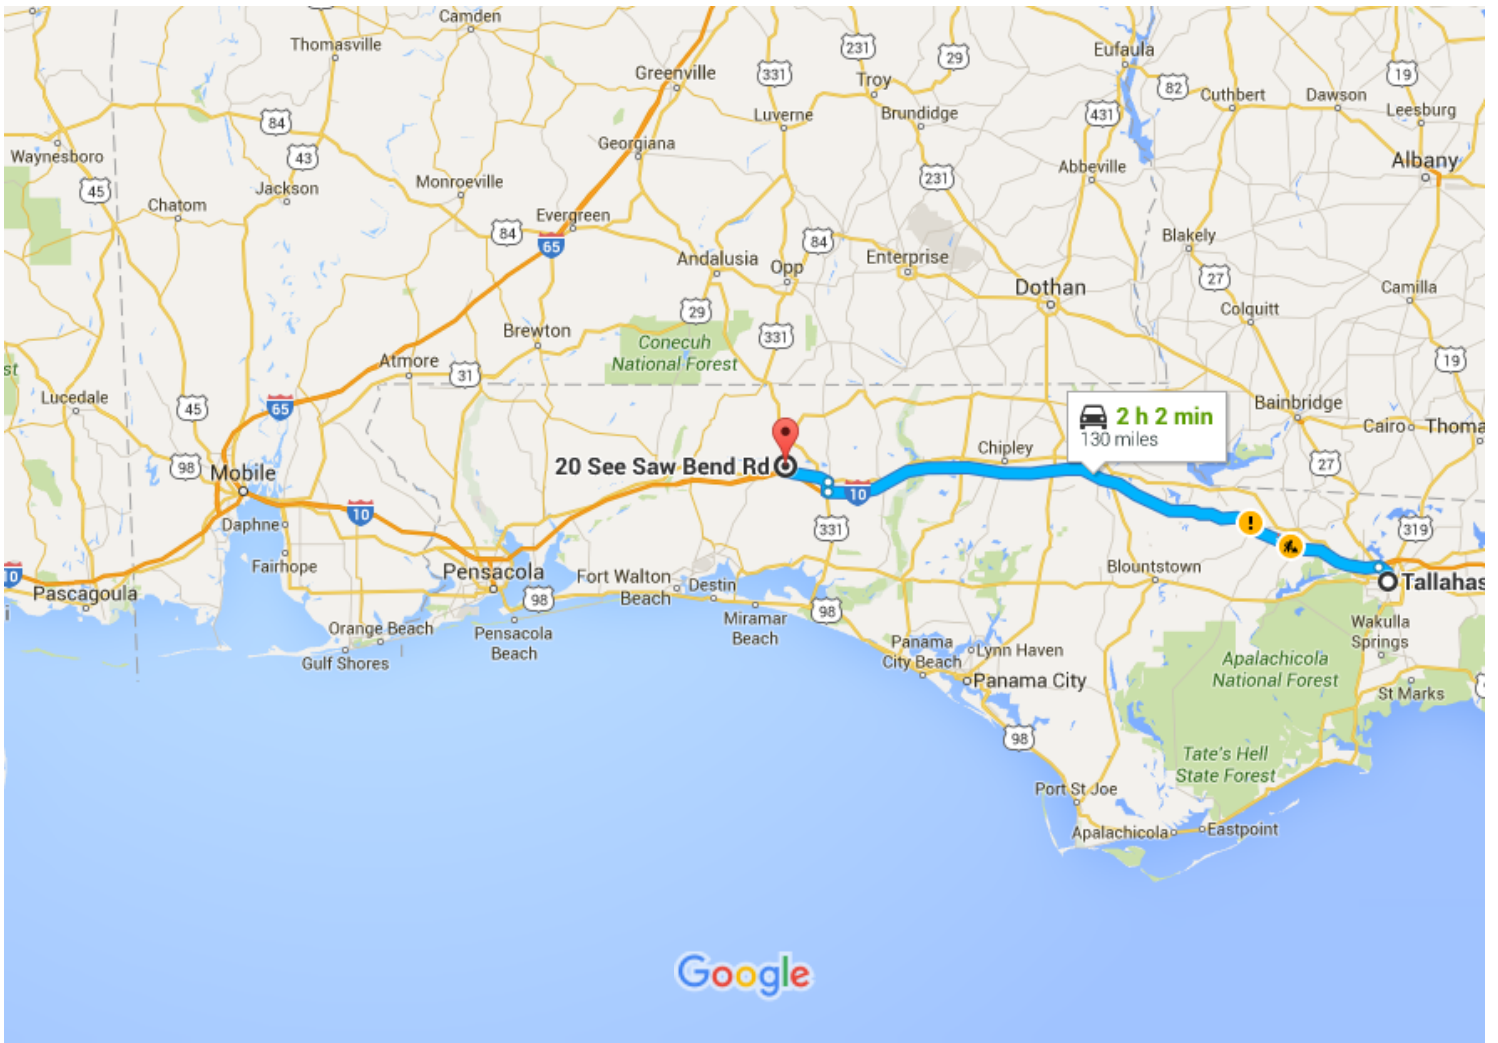 Camden
Thomasville
231
Eufaula
29
Greenville
331
Troy
19
82
Cuthbert
Dawson
Leesburg
Luverne
Brundidge
431
84
Georgiana
Waynesboro
43
Abbeville
Albany
Monroeville
231
45
Jackson
Chatom
Evergreen
84
Blakely
65
84
Andalusia
Opp
Enterprise
27
Dothan
Camilla
29
Colquitt
Brewton
331
Conecuh
National Forest
Atmore
31
19
st
Lucedale
45
65
Bainbridge
2 h 2 min
130 miles
Cairo
Thoma
Chipley
20 See Saw Bend Rd
27
98
Mobile
10
10
Daphne
331
319
Fairhope
Blountstown
10
Pensacola
Fort Walton
Beach
Destin
Tallahas
Pascagoula
98
98
i
Miramar
Beach
Wakulla
Springs
Orange Beach
Pensacola
Beach
Panama
City Beach
Lynn Haven
Gulf Shores
Apalachicola
National Forest
Panama City
St Marks
98
Tate's Hell
State Forest
Port St Joe
Apalachicola
Eastpoint
Google